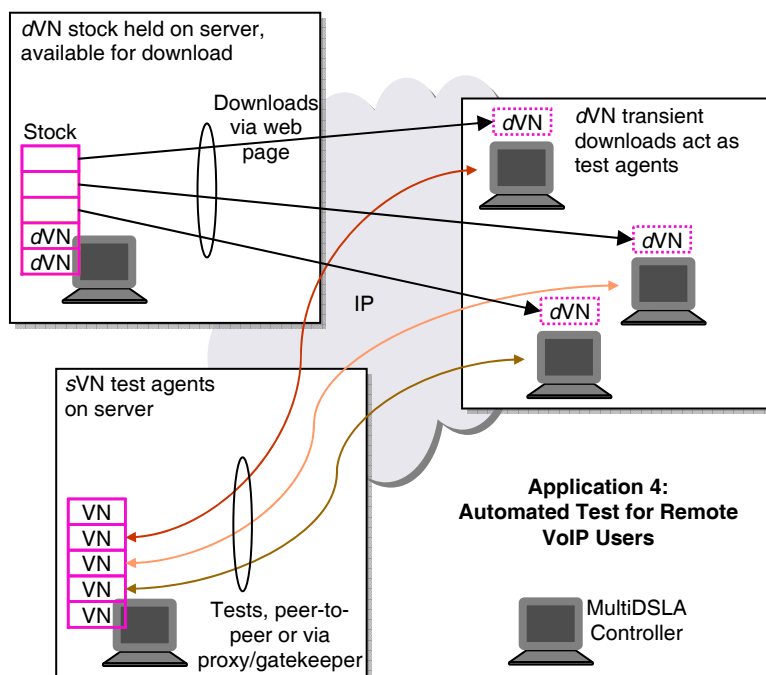 dVN stock held on server,
available for download
Downloads
via web
page
Stock
dVN
dVN
dVN
dVN transient
downloads act as
test agents
dVN
dVN
IP
sVN test agents
on server
VN
VN
VN
VN
VN
Tests, peer-to-
peer or via
proxy/gatekeeper
Application 4:
Automated Test for Remote
VoIP Users
MultiDSLA
Controller